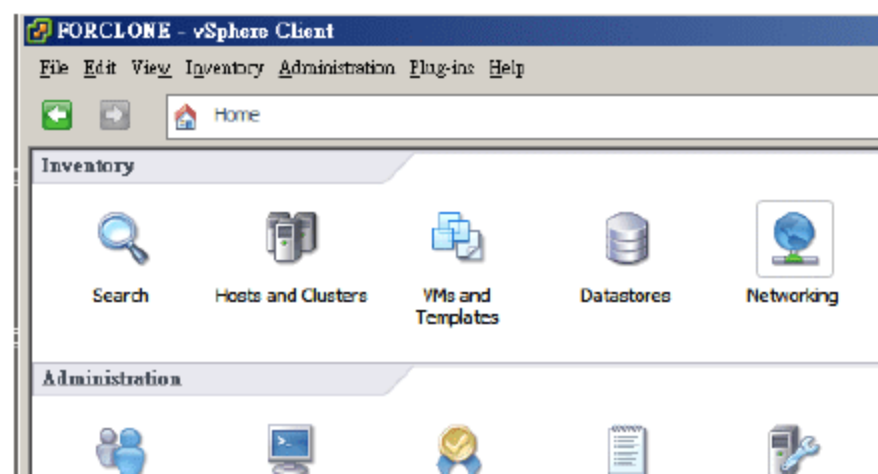 FORCLONE - vSphere Client
File Edit View Inventory Administration Plug-ins Help
Home
Inventory
Search
Hosts and Clusters
VMs and
Templates
Datastores
Networking
Administration